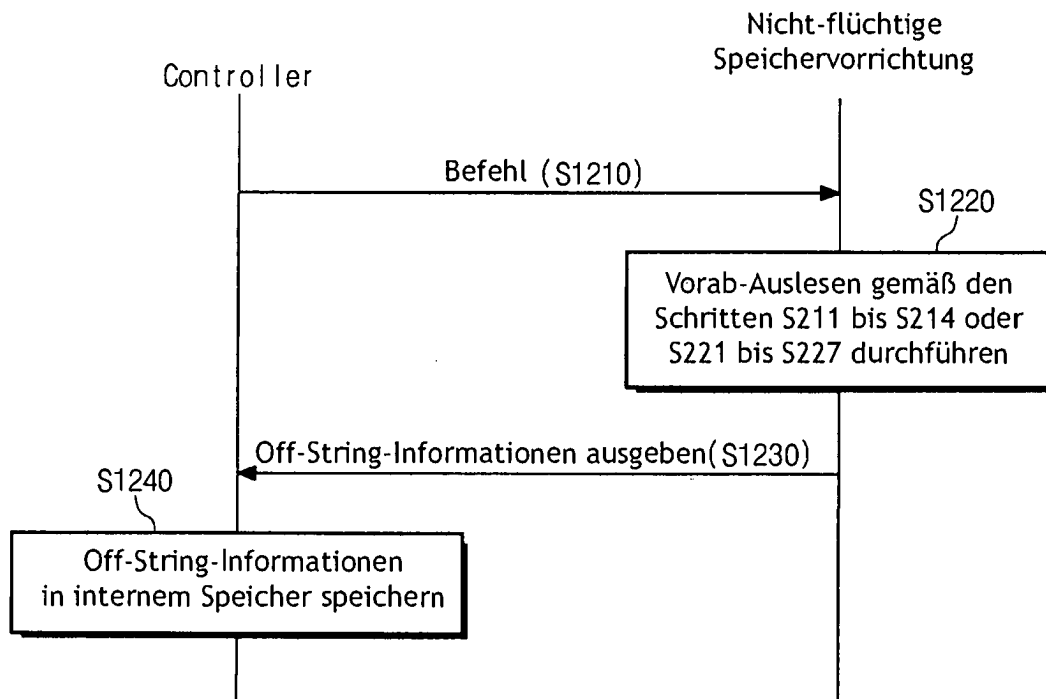 Nicht-flüchtige
Speichervorrichtung
Controller
Befehl (S1210)
S1220
Vorab-Auslesen gemäß den
Schritten S211 bis S214 oder
S221 bis S227 durchführen
Off-String-Informationen ausgeben(S1230)
S1240
Off-String-Informationen
in internem Speicher speichern